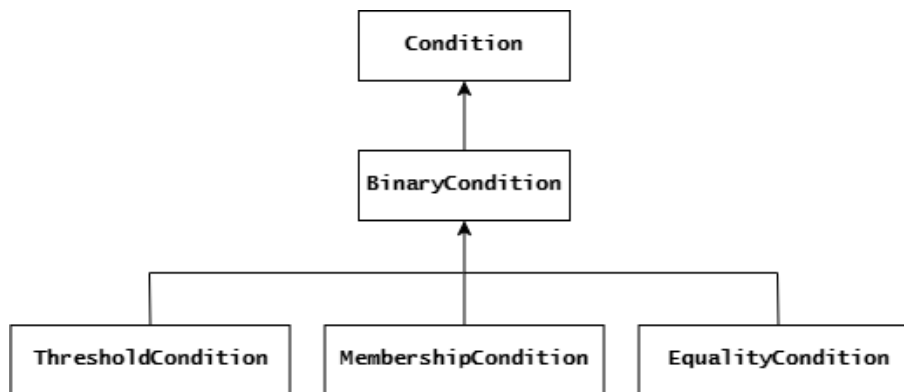 Condition
BinaryCondition
ThresholdCondition
MembershipCondition
EqualityCondition